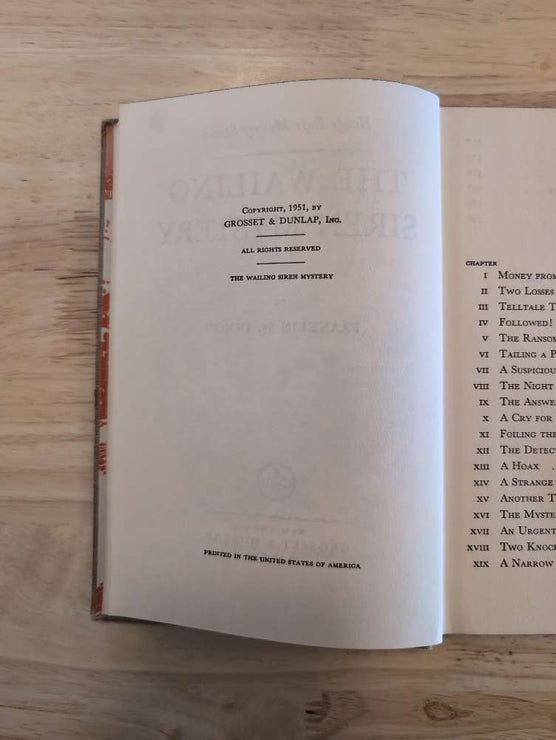 COPYRIGHT, 1951, BY
GROSSET & DUNLAP, INC.
ALL RIGHTS RESERVED
THE WAILING SIREN MYSTERY
PRINTED IN THE UNITED STATES OF AMERICA
CHAPTER
I MONEY FROM
II TWO LOSSES
III TELLTALE T
IV FOLLOWED!
V THE RANSOM
VI TAILING A P
VII A SUSPICIOU
VIII THE NIGHT
IX THE ANSWE
X A CRY FOR
XI FOILING THE
XII THE DETEC
XIII A HOAX .
XIV A STRANGE
XV ANOTHER T
XVI THE MYSTE
XVII AN URGENT
XVIII TWO KNOC
XIX A NARROW